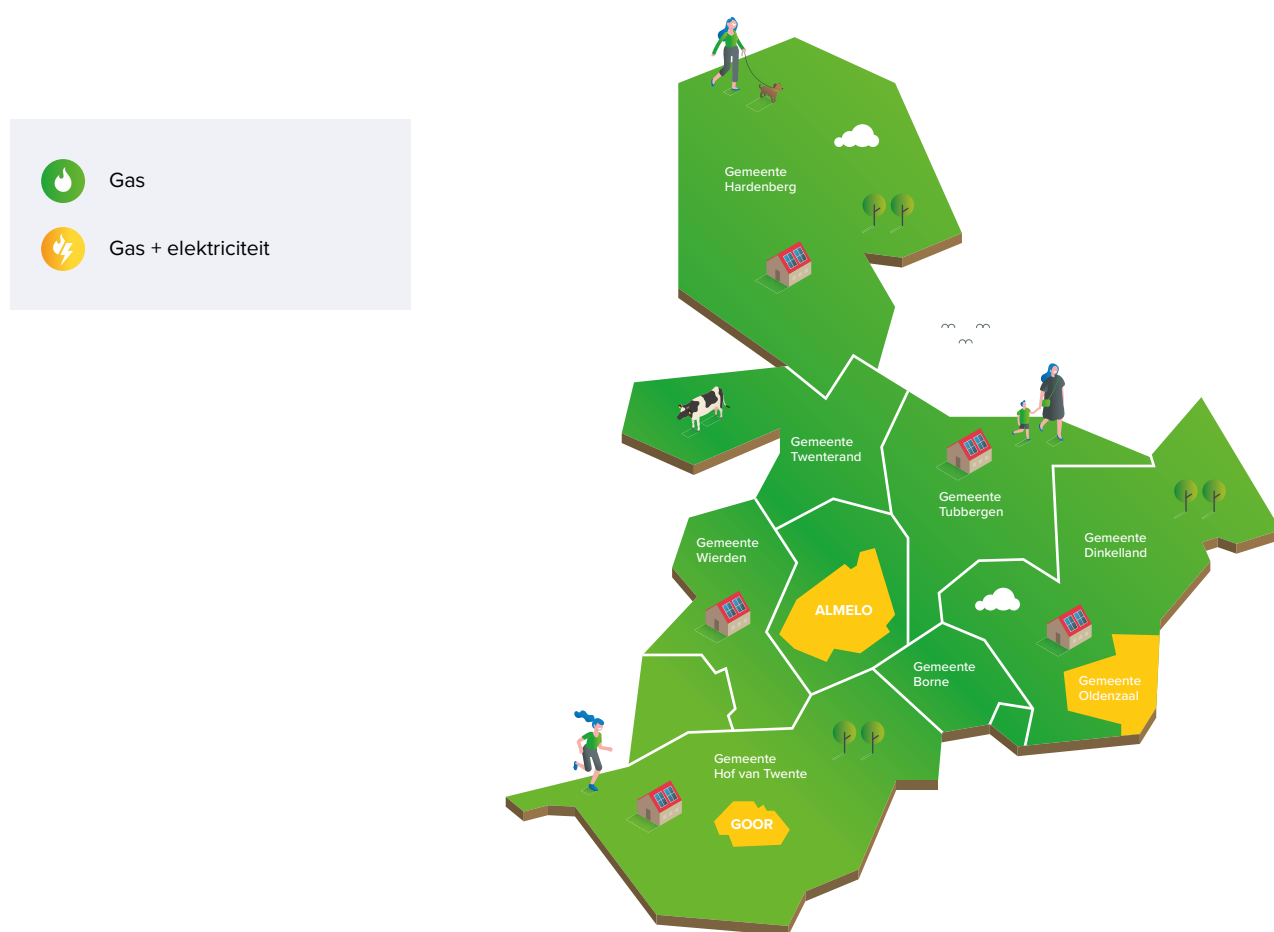 Gas
Gas + elektriciteit
Gemeente
Hardenberg
Gemeente
Twenterand
Gemeente
Tubbergen
Gemeente
Wierden
Gemeente
Dinkelland
ALMELO
Gemeente
Borne
Gemeente
Oldenzaal
Gemeente
Hof van Twente
GOOR